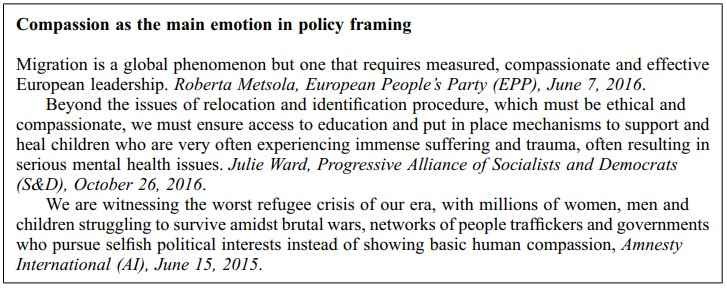 Compassion as the main emotion in policy framing
Migration is a global phenomenon but one that requires measured, compassionate and effective
European leadership. Roberta Metsola, European People's Party (EPP), June 7, 2016.
Beyond the issues of relocation and identification procedure, which must be ethical and
compassionate, we must ensure access to education and put in place mechanisms to support and
heal children who are very often experiencing immense suffering and trauma, often resulting in
serious mental health issues. Julie Ward, Progressive Alliance of Socialists and Democrats
(S&D), October 26, 2016.
We are witnessing the worst refugee crisis of our era, with millions of women, men and
children struggling to survive amidst brutal wars, networks of people traffickers and governments
who pursue selfish political interests instead of showing basic human compassion, Amnesty
International (AI), June 15, 2015.